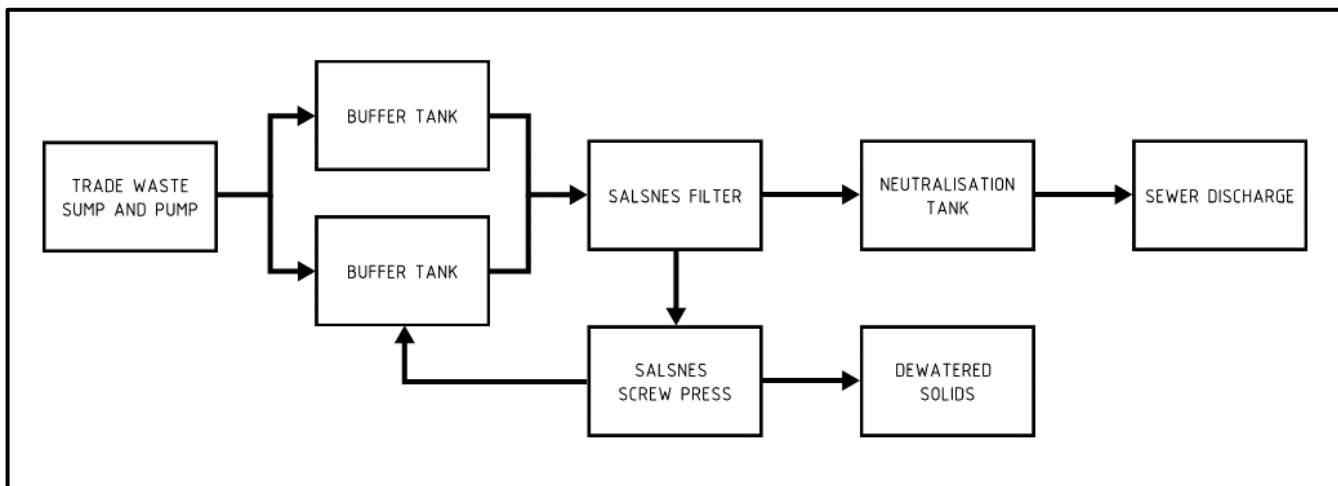 TRADE WASTE
SUMP AND PUMP
BUFFER TANK
BUFFER TANK
SALSNES FILTER
NEUTRALISATION
TANK
SEWER DISCHARGE
SALSNES
SCREW PRESS
DEWATERED
SOLIDS